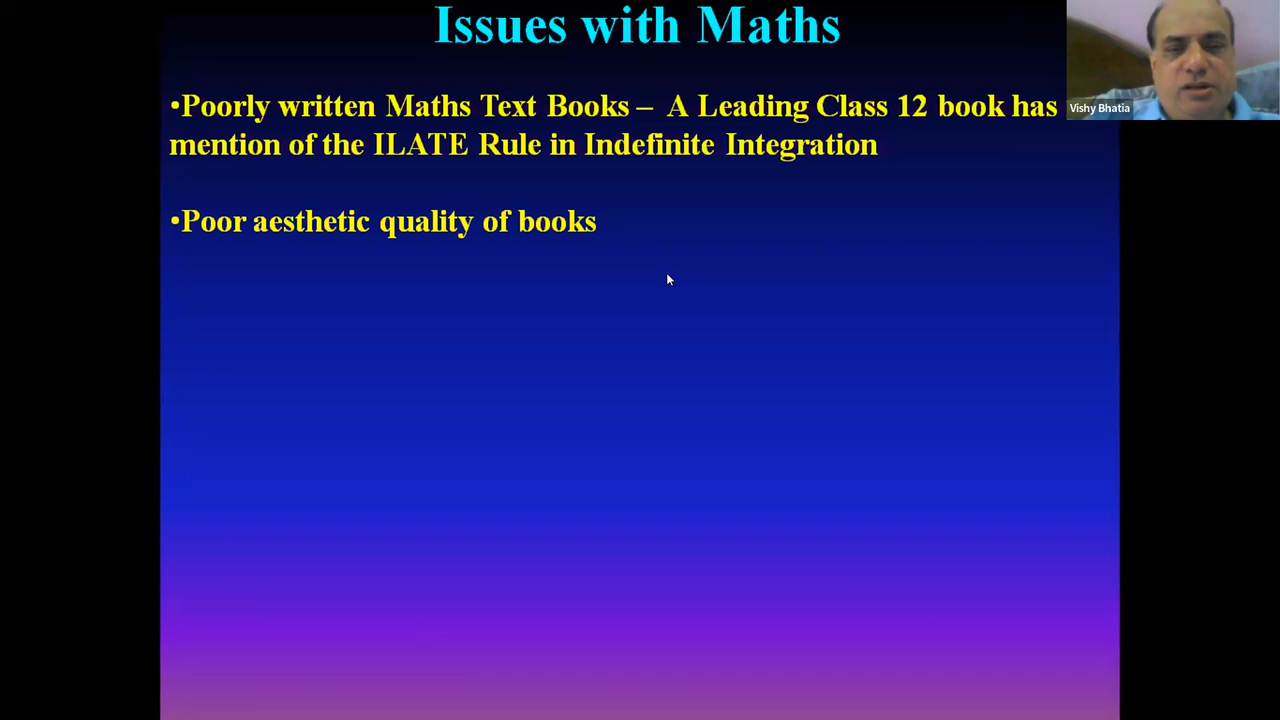 Issues with Maths
•Poorly written Maths Text Books – A Leading Class 12 book has
mention of the ILATE Rule in Indefinite Integration
•Poor aesthetic quality of books
Vishy Bhatia